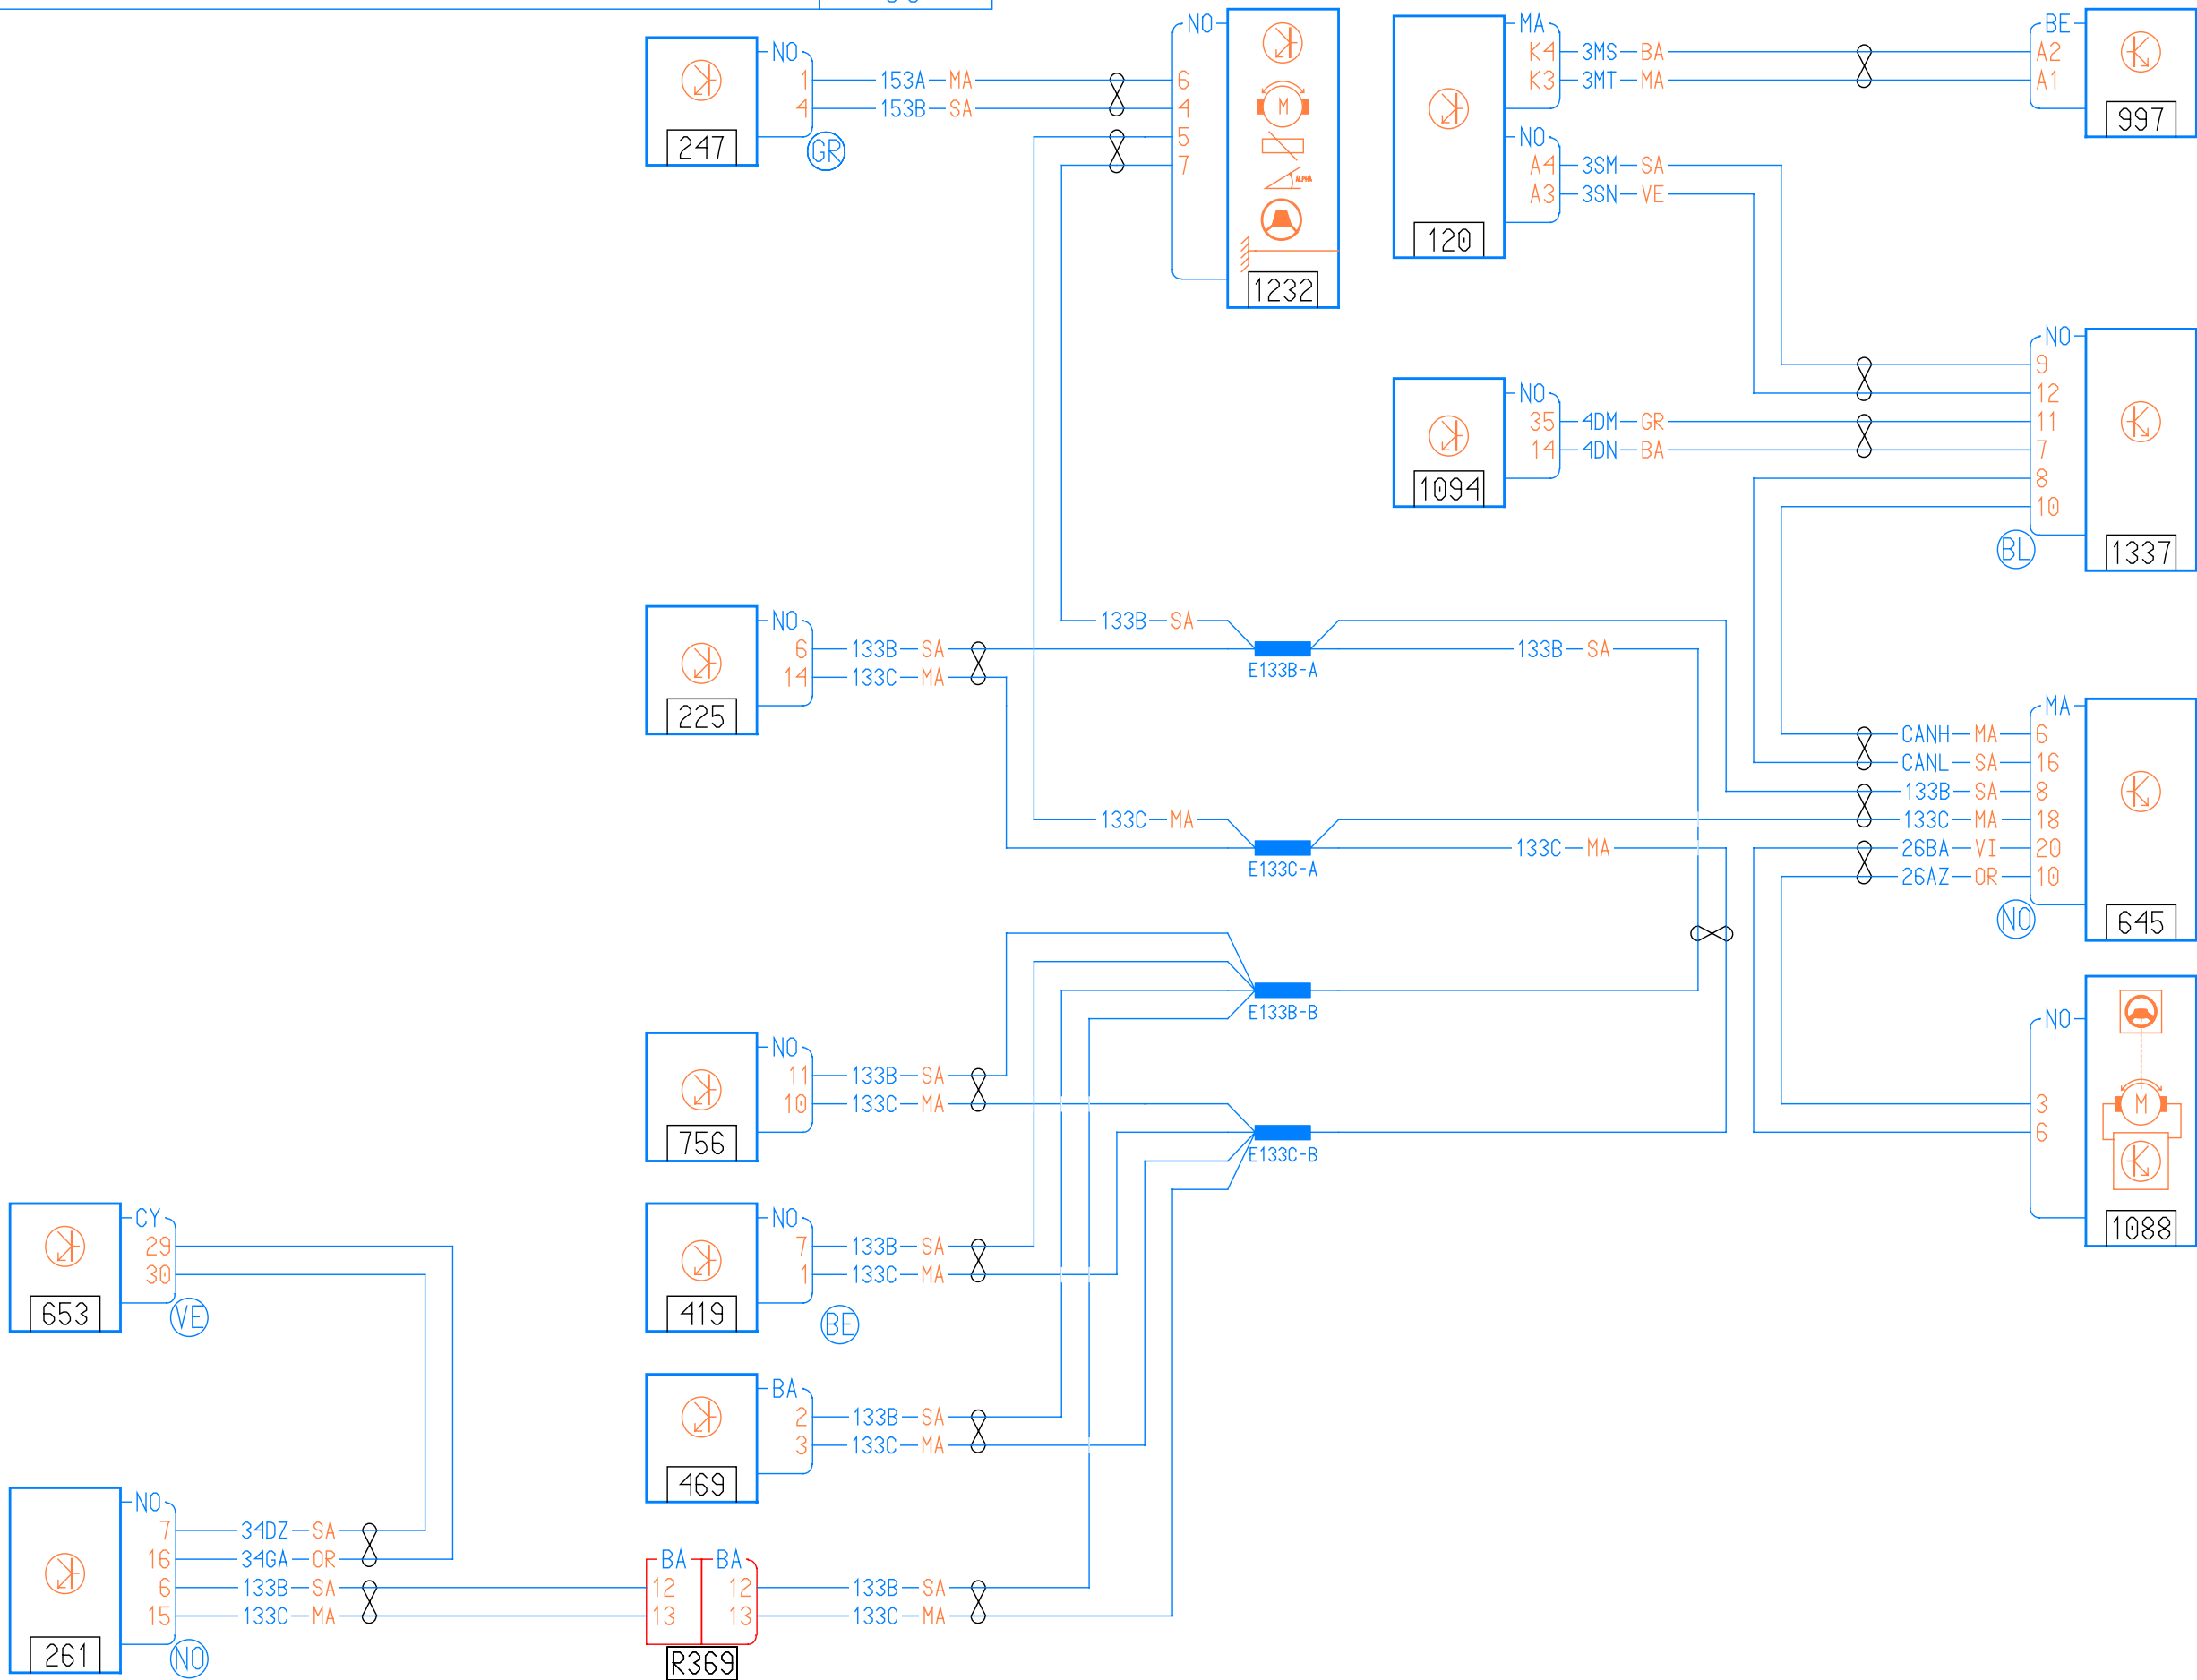 NO
1 153A MA
4 153B SA
247
GR
NO
6
4
5
7
M
ALPHA
1232
MA
K4 3MS BA
K3 3MT MA
NO
A4 3SM SA
A3 3SN VE
120
BE
A2
A1
997
NO
35 4DM GR
14 4DN BA
1094
NO
9
12
11
7
8
10
BL
1337
NO
6 133B SA
14 133C MA
225
133B SA
E133B-A
133B SA
133C MA
E133C-A
133C MA
MA
CANH MA 6
CANL SA 16
133B SA 8
133C MA 18
26BA VI 20
26AZ OR 10
NO
645
E133B-B
E133C-B
NO
11 133B SA
10 133C MA
756
NO
3
6
M
1088
CY
29
30
653
VE
NO
7 133B SA
1 133C MA
419
BE
BA
2 133B SA
3 133C MA
469
NO
7 34DZ SA
16 34GA OR
6 133B SA
15 133C MA
261
NO
BA BA
12 12 133B SA
13 13 133C MA
R369